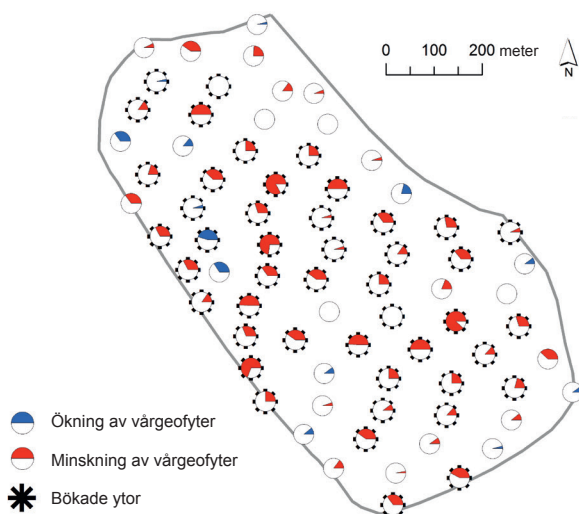 0 100 200 meter
N
Ökning av vårgeofyter
Minskning av vårgeofyter
Bökade ytor